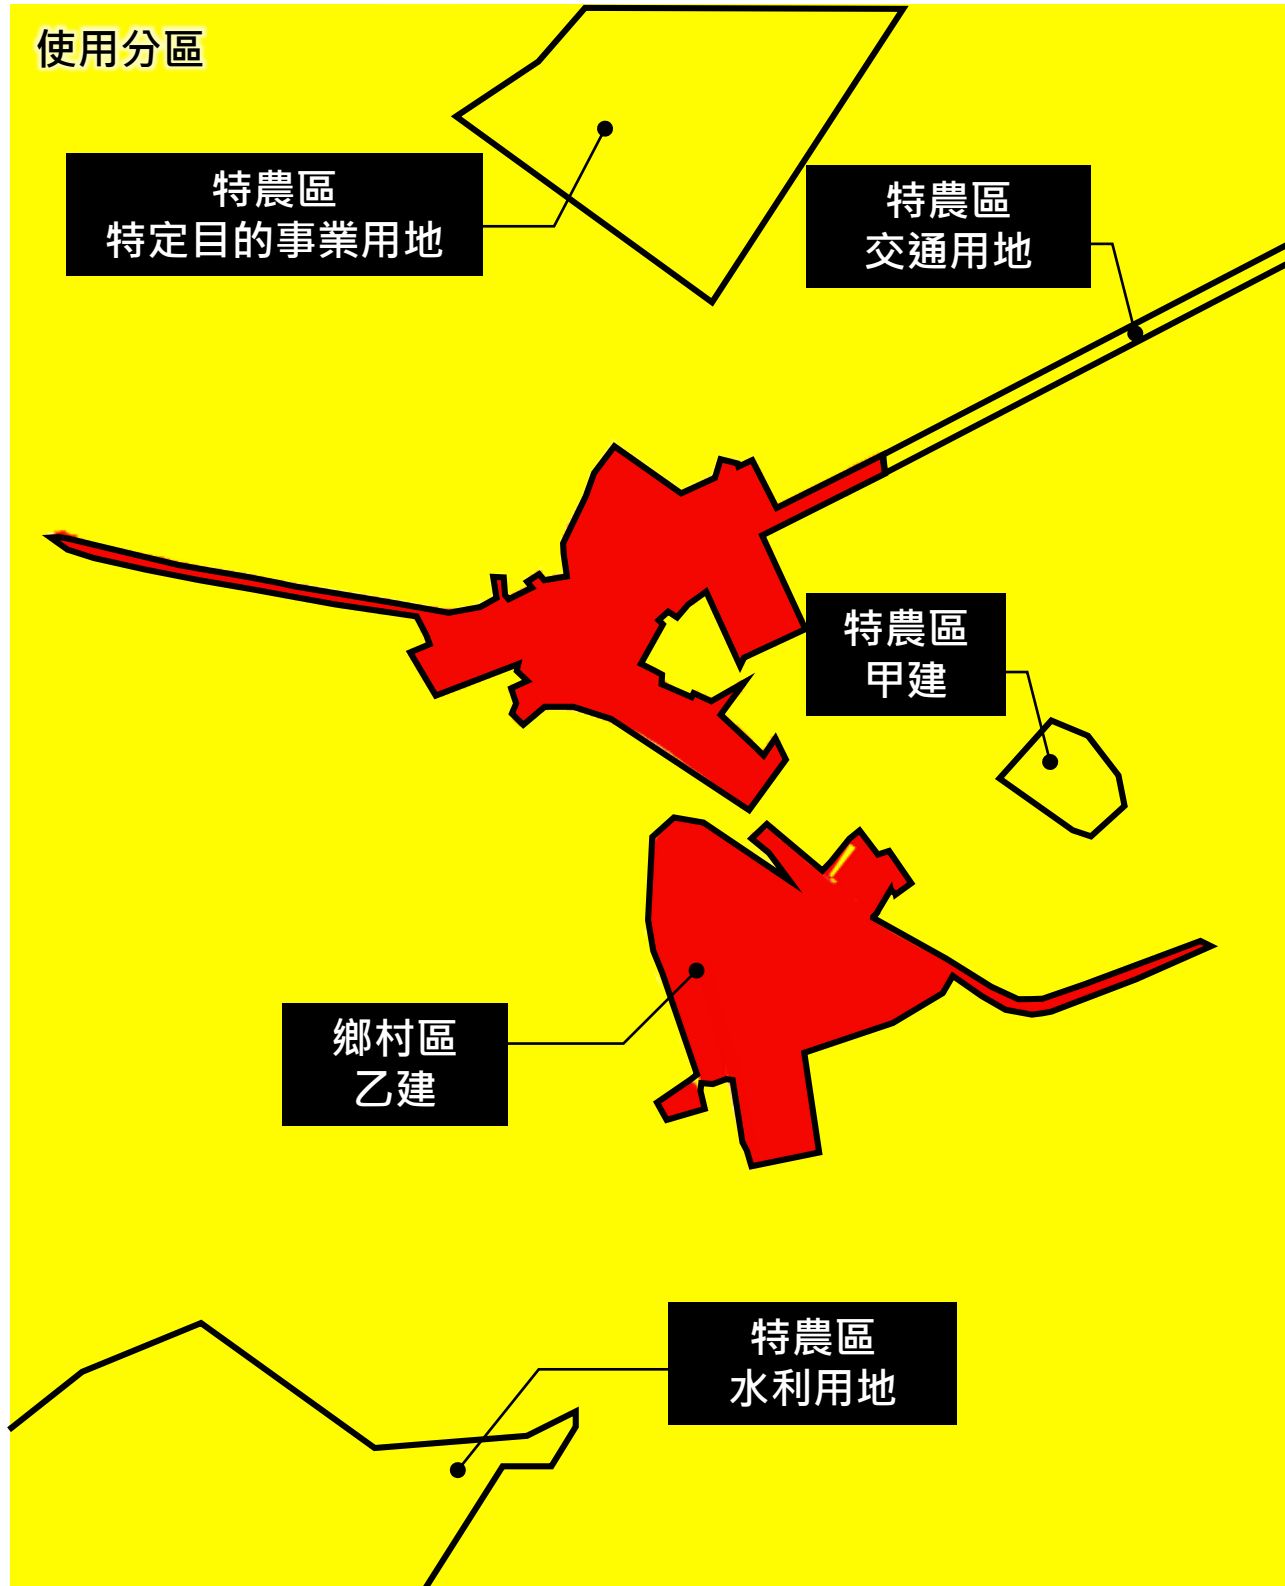 使用分區
特農區
特定目的事業用地
特農區
交通用地
特農區
甲建
鄉村區
乙建
特農區
水利用地